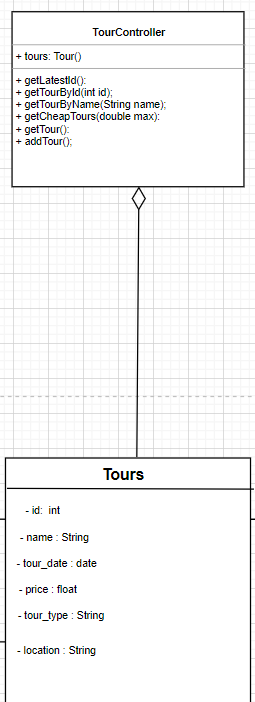 TourController
+ tours: Tour()
+ getLatestId():
+ getTourById(int id);
+ getTourByName(String name);
+ getCheapTours(double max):
+ getTour():
+ addTour();
Tours
- id: int
- name : String
- tour_date : date
- price : float
- tour_type : String
- location : String